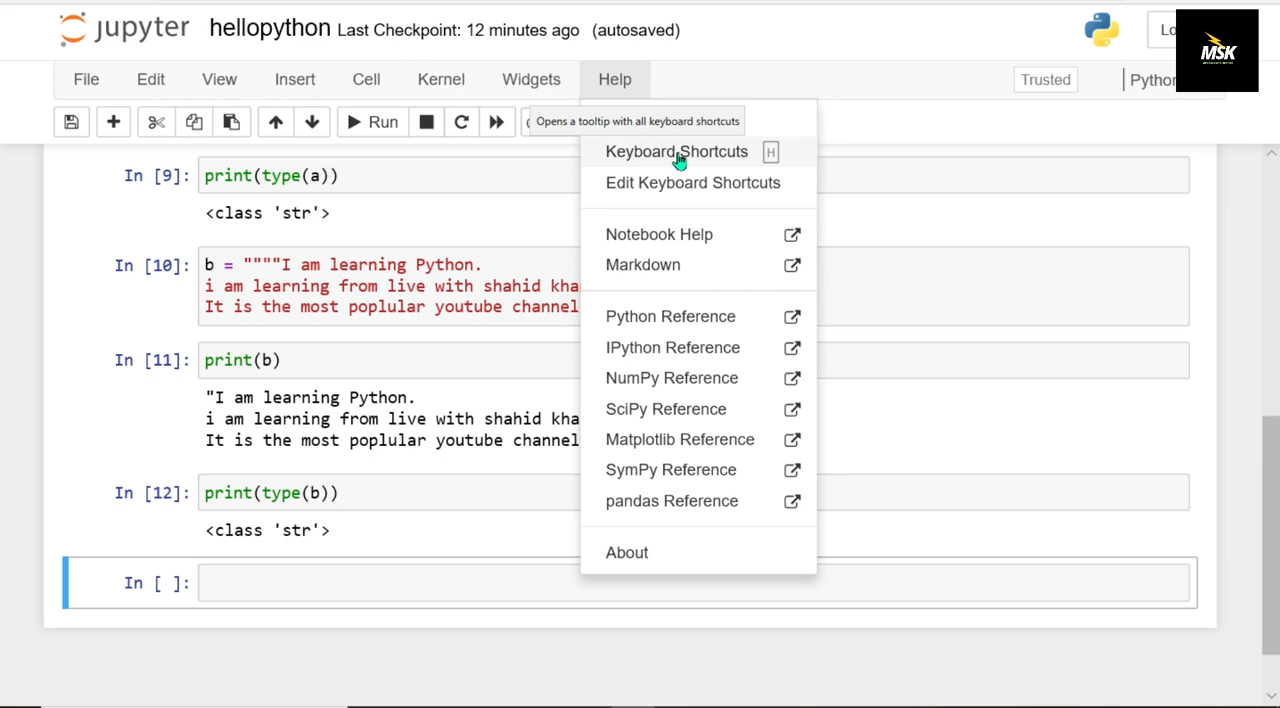 jupyter hellopython Last Checkpoint: 12 minutes ago (autosaved)
MSK
File Edit View Insert Cell Kernel Widgets Help Trusted
Run
Opens a tooltip with all keyboard shortcuts
Keyboard Shortcuts H
Edit Keyboard Shortcuts
Notebook Help
Markdown
Python Reference
IPython Reference
NumPy Reference
SciPy Reference
Matplotlib Reference
SymPy Reference
pandas Reference
About
In [9]: print(type(a))
<class 'str'>
In [10]: b = """"I am learning Python.
i am learning from live with shahid kha
It is the most poplular youtube channel
In [11]: print(b)
"I am learning Python.
i am learning from live with shahid kha
It is the most poplular youtube channel
In [12]: print(type(b))
<class 'str'>
In [ ]: